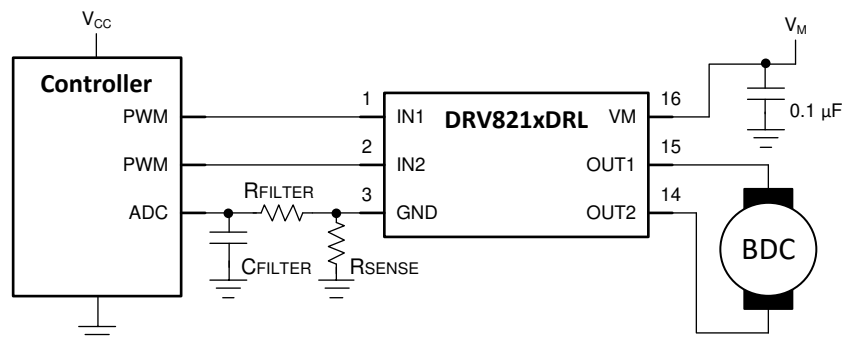 VCC
VM
Controller
PWM
PWM
ADC
RFILTER
CFILTER
RSENSE
1
2
3
DRV821xDRL
IN1
IN2
GND
VM
OUT1
OUT2
16
15
14
0.1 µF
BDC